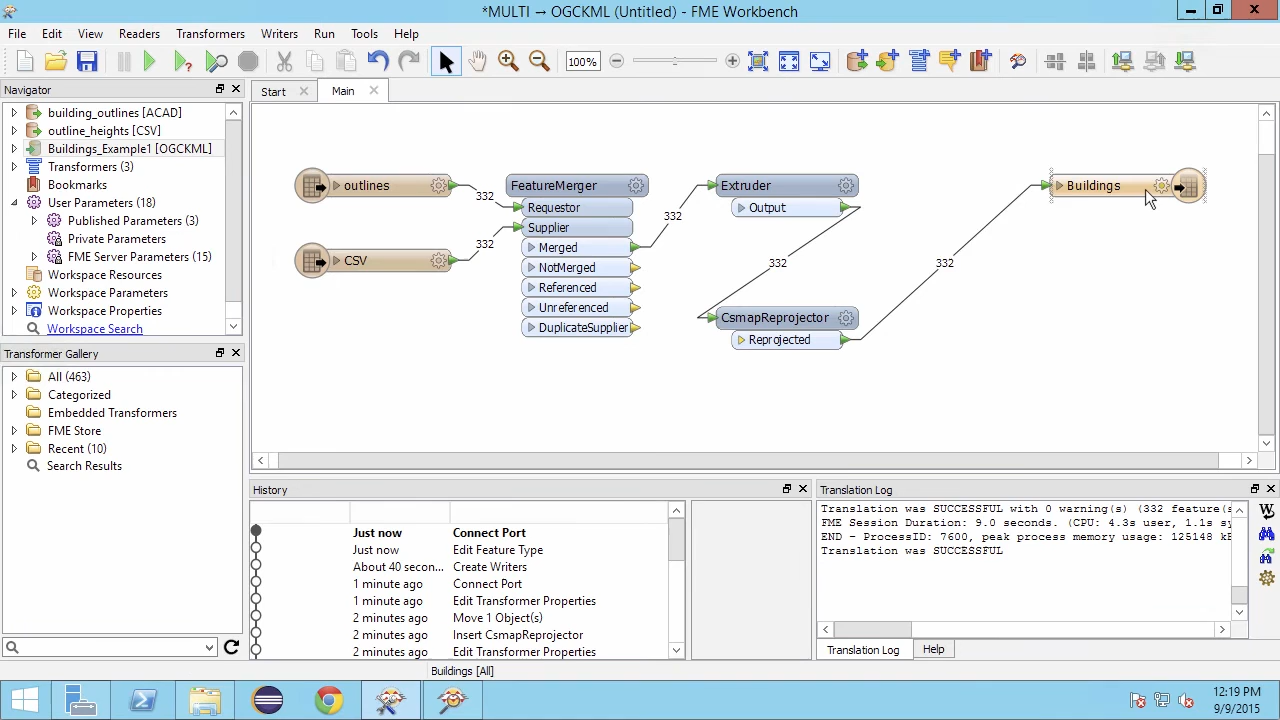 *MULTI → OGCKML (Untitled) - FME Workbench
File Edit View Readers Transformers Writers Run Tools Help
100%
Navigator
building_outlines [ACAD]
outline_heights [CSV]
Buildings_Example1 [OGCKML]
Transformers (3)
Bookmarks
User Parameters (18)
Published Parameters (3)
Private Parameters
FME Server Parameters (15)
Workspace Resources
Workspace Parameters
Workspace Properties
Workspace Search
Transformer Gallery
All (463)
Categorized
Embedded Transformers
FME Store
Recent (10)
Search Results
Start Main
outlines
CSV
332
332
FeatureMerger
Requestor
Supplier
Merged
NotMerged
Referenced
Unreferenced
DuplicateSupplier
332
Extruder
Output
332
CsmapReprojector
Reprojected
332
Buildings
History
Just now Connect Port
Just now Edit Feature Type
About 40 secon... Create Writers
1 minute ago Connect Port
1 minute ago Edit Transformer Properties
2 minutes ago Move 1 Object(s)
2 minutes ago Insert CsmapReprojector
2 minutes ago Edit Transformer Properties
Translation Log
Translation was SUCCESSFUL with 0 warning(s) (332 feature(s
FME Session Duration: 9.0 seconds. (CPU: 4.3s user, 1.1s sy
END - ProcessID: 7600, peak process memory usage: 125148 kB
Translation was SUCCESSFUL
Translation Log Help
Buildings [All]
12:19 PM
9/9/2015